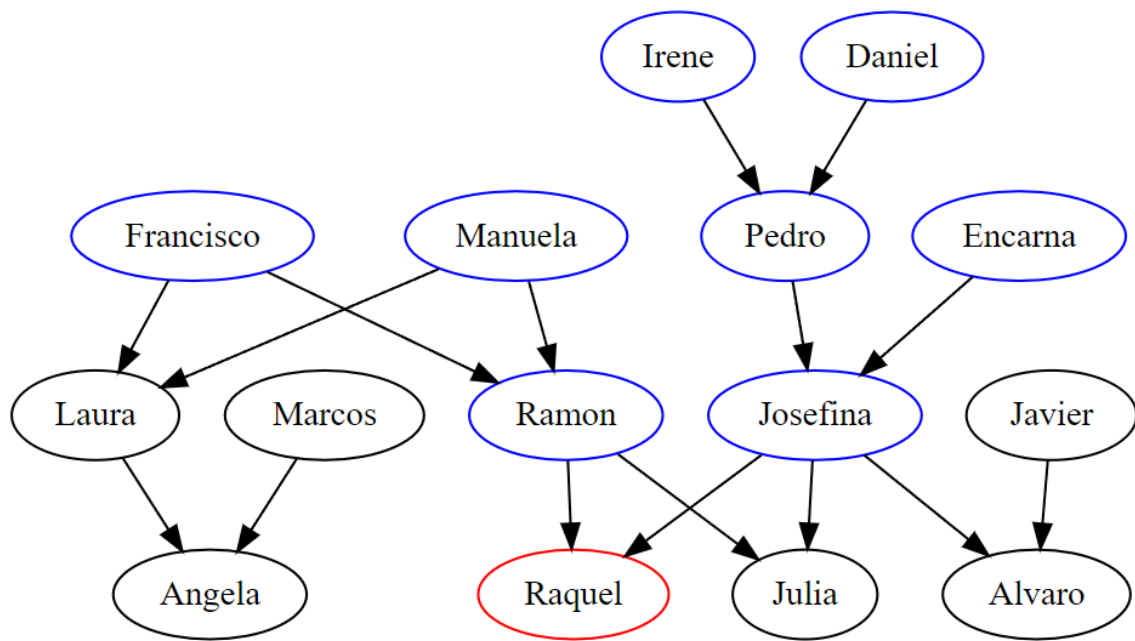 Irene
Daniel
Francisco
Manuela
Pedro
Encarna
Laura
Marcos
Ramon
Josefina
Javier
Angela
Raquel
Julia
Alvaro